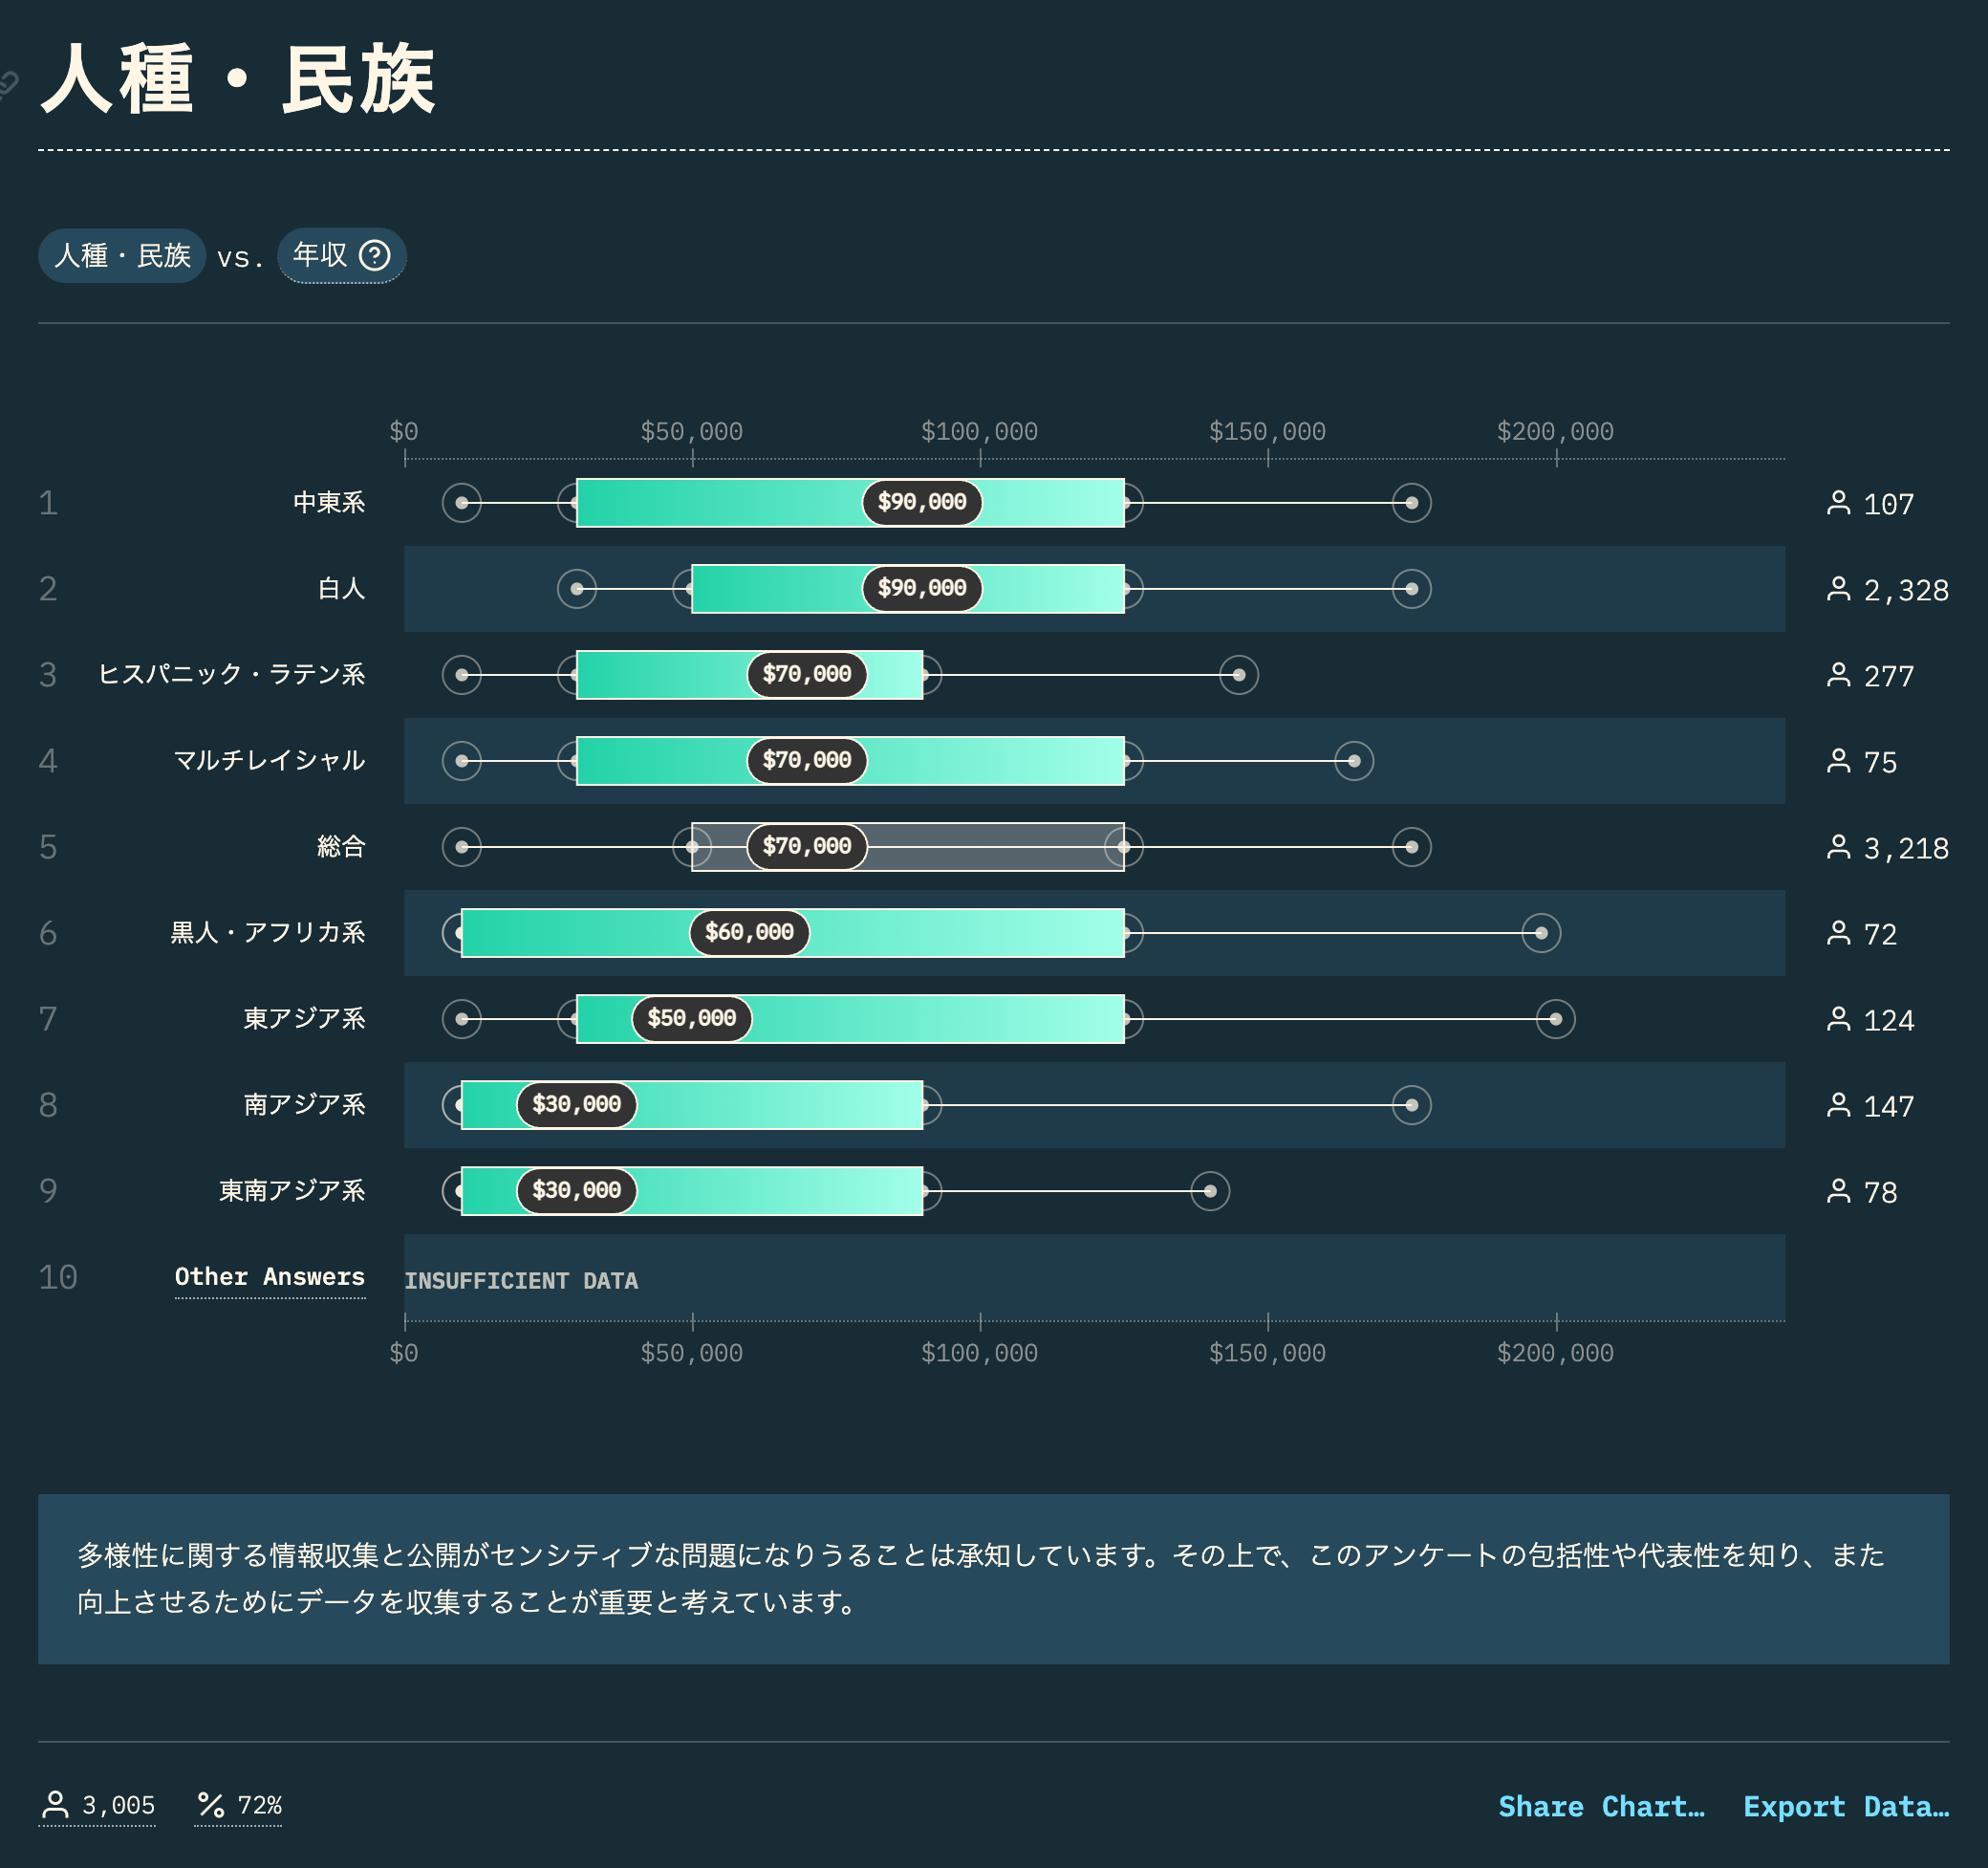 人種・民族
人種・民族 vs. 年収
$0 $50,000 $100,000 $150,000 $200,000
1 中東系 $90,000 107
2 白人 $90,000 2,328
3 ヒスパニック・ラテン系 $70,000 277
4 マルチレイシャル $70,000 75
5 総合 $70,000 3,218
6 黒人・アフリカ系 $60,000 72
7 東アジア系 $50,000 124
8 南アジア系 $30,000 147
9 東南アジア系 $30,000 78
10 Other Answers INSUFFICIENT DATA
$0 $50,000 $100,000 $150,000 $200,000
多様性に関する情報収集と公開がセンシティブな問題になりうることは承知しています。その上で、このアンケートの包括性や代表性を知り、また
向上させるためにデータを収集することが重要と考えています。
3,005 72% Share Chart… Export Data…